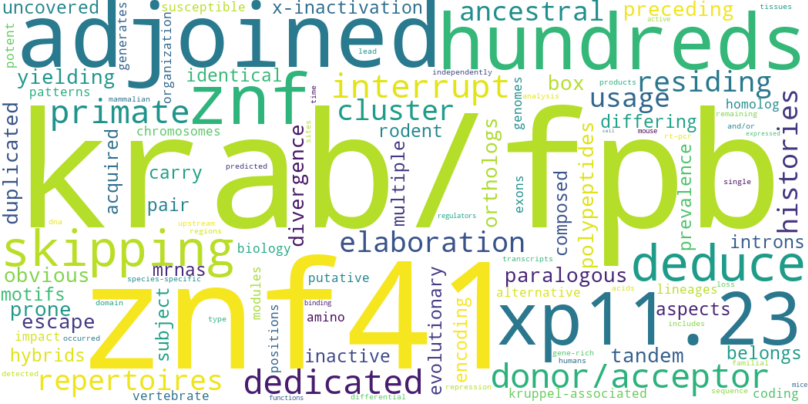 uncovered
generates
susceptible
x-inactivation
ancestral
preceding
potent
adjoined
organization
lead
hundreds
active
tissues
yielding
identical
independently
interrupt
box
products
residing
patterns
mammalian
znf
time
genomes
analysis
usage
homolog
primate
cluster
differing
remaining
chromosomes
rodent
sites
rt-pcr
mouse
and/or
expressed
duplicated
acquired
krab/fpb
carry
predicted
divergence
multiple
orthologs
exons
composed
polypeptides
prevalence
cell
single
histories
pair
dna
upstream
regions
regulators
skipping
biology
elaboration
introns
transcripts
obvious
mrnas
species-specific
modules
putative
evolutionary
paralogous
deduce
motifs
domain
znf41
positions
binding
amino
encoding
alternative
acids
lineages
loss
prone
escape
subject
type
xp11.23
aspects
includes
impact
occurred
inactive
gene-rich
humans
tandem
belongs
hybrids
familial
detected
repertoires
dedicated
repression
donor/acceptor
mice
vertebrate
functions
differential
kruppel-associated
sequence
coding